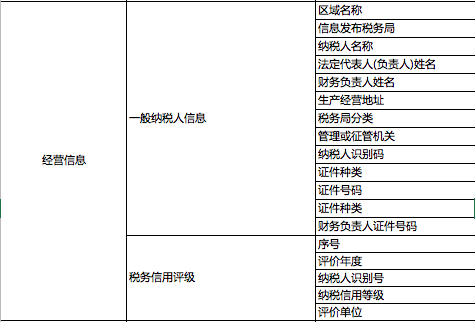 经营信息
一般纳税人信息
区域名称
信息发布税务局
纳税人名称
法定代表人(负责人)姓名
财务负责人姓名
生产经营地址
税务局分类
管理或征管机关
纳税人识别码
证件种类
证件号码
证件种类
财务负责人证件号码
税务信用评级
序号
评价年度
纳税人识别号
纳税信用等级
评价单位